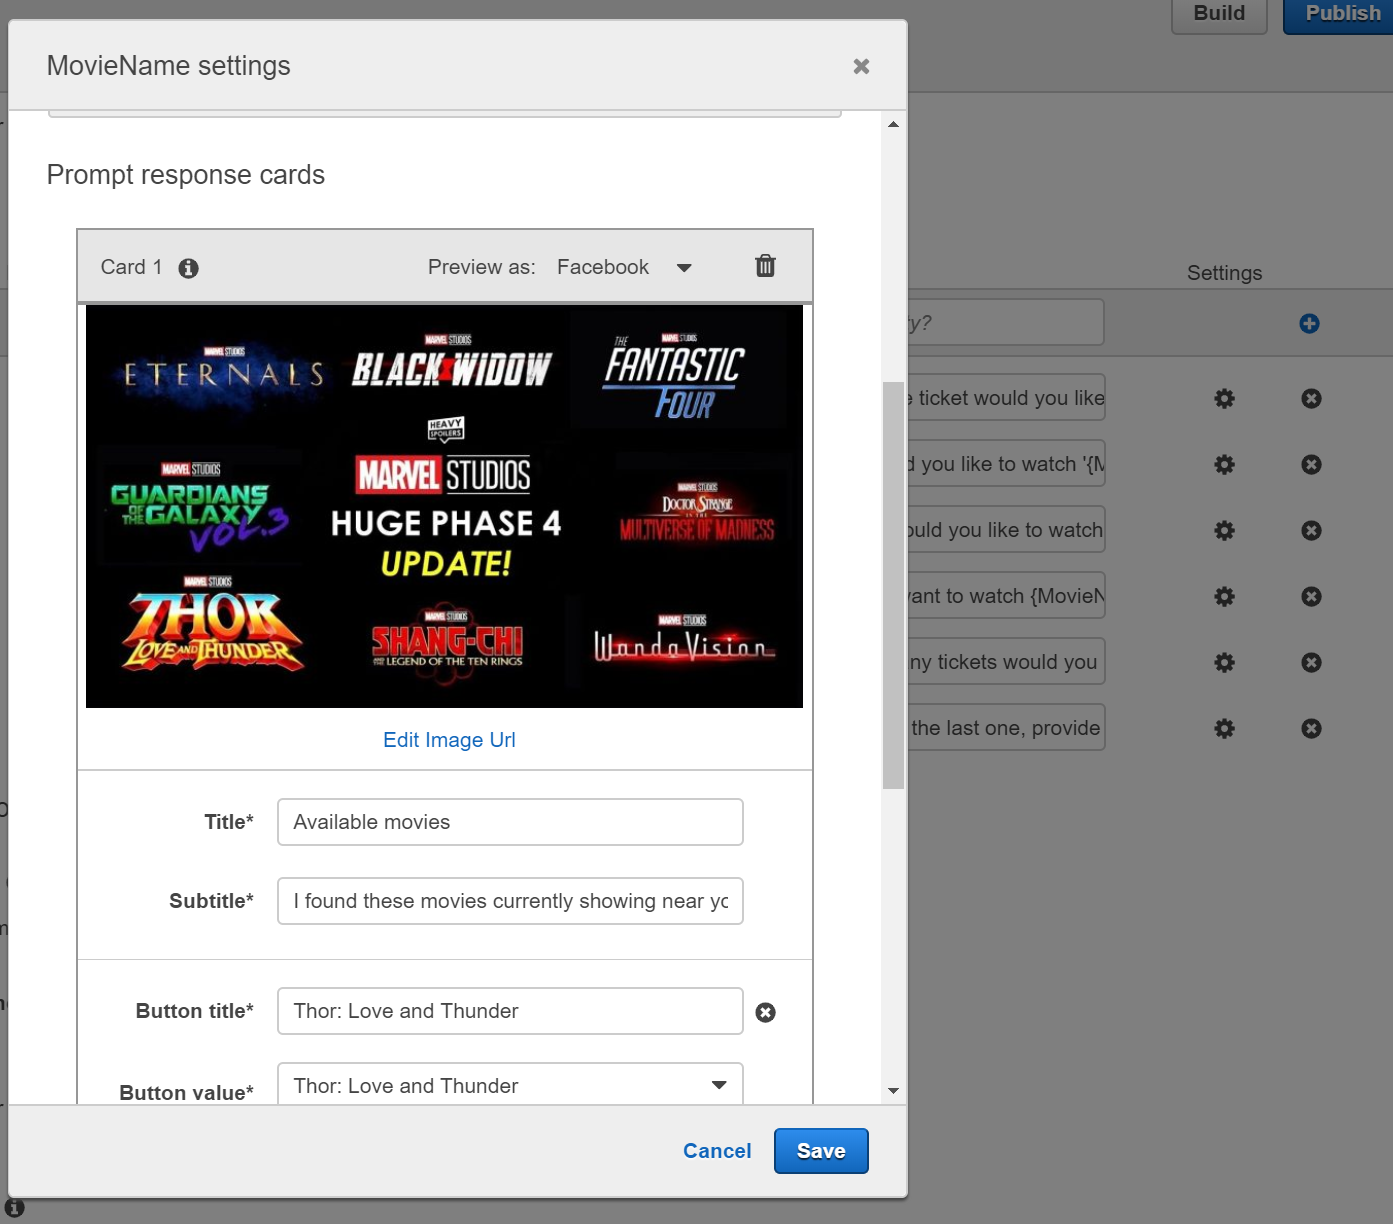 Build
Publish
MovieName settings
Prompt response cards
Card 1
Preview as: Facebook
MARVEL STUDIOS
ETERNALS
MARVEL STUDIOS
BLACK WIDOW
MARVEL STUDIOS
THE
FANTASTIC
FOUR
HEAVY
SPOILERS
MARVEL STUDIOS
HUGE PHASE 4
UPDATE!
MARVEL STUDIOS
GUARDIANS
OF THE GALAXY
VOL.3
MARVEL STUDIOS
DOCTOR STRANGE
IN THE
MULTIVERSE OF MADNESS
MARVEL STUDIOS
THOR
LOVE AND THUNDER
MARVEL STUDIOS
SHANG-CHI
AND THE LEGEND OF THE TEN RINGS
MARVEL STUDIOS
WandaVision
Edit Image Url
Title*
Available movies
Subtitle*
I found these movies currently showing near yo
Button title*
Thor: Love and Thunder
Button value*
Thor: Love and Thunder
Cancel
Save
Settings
y?
e ticket would you like
d you like to watch '{M
ould you like to watch
ant to watch {MovieN
ny tickets would you
the last one, provide